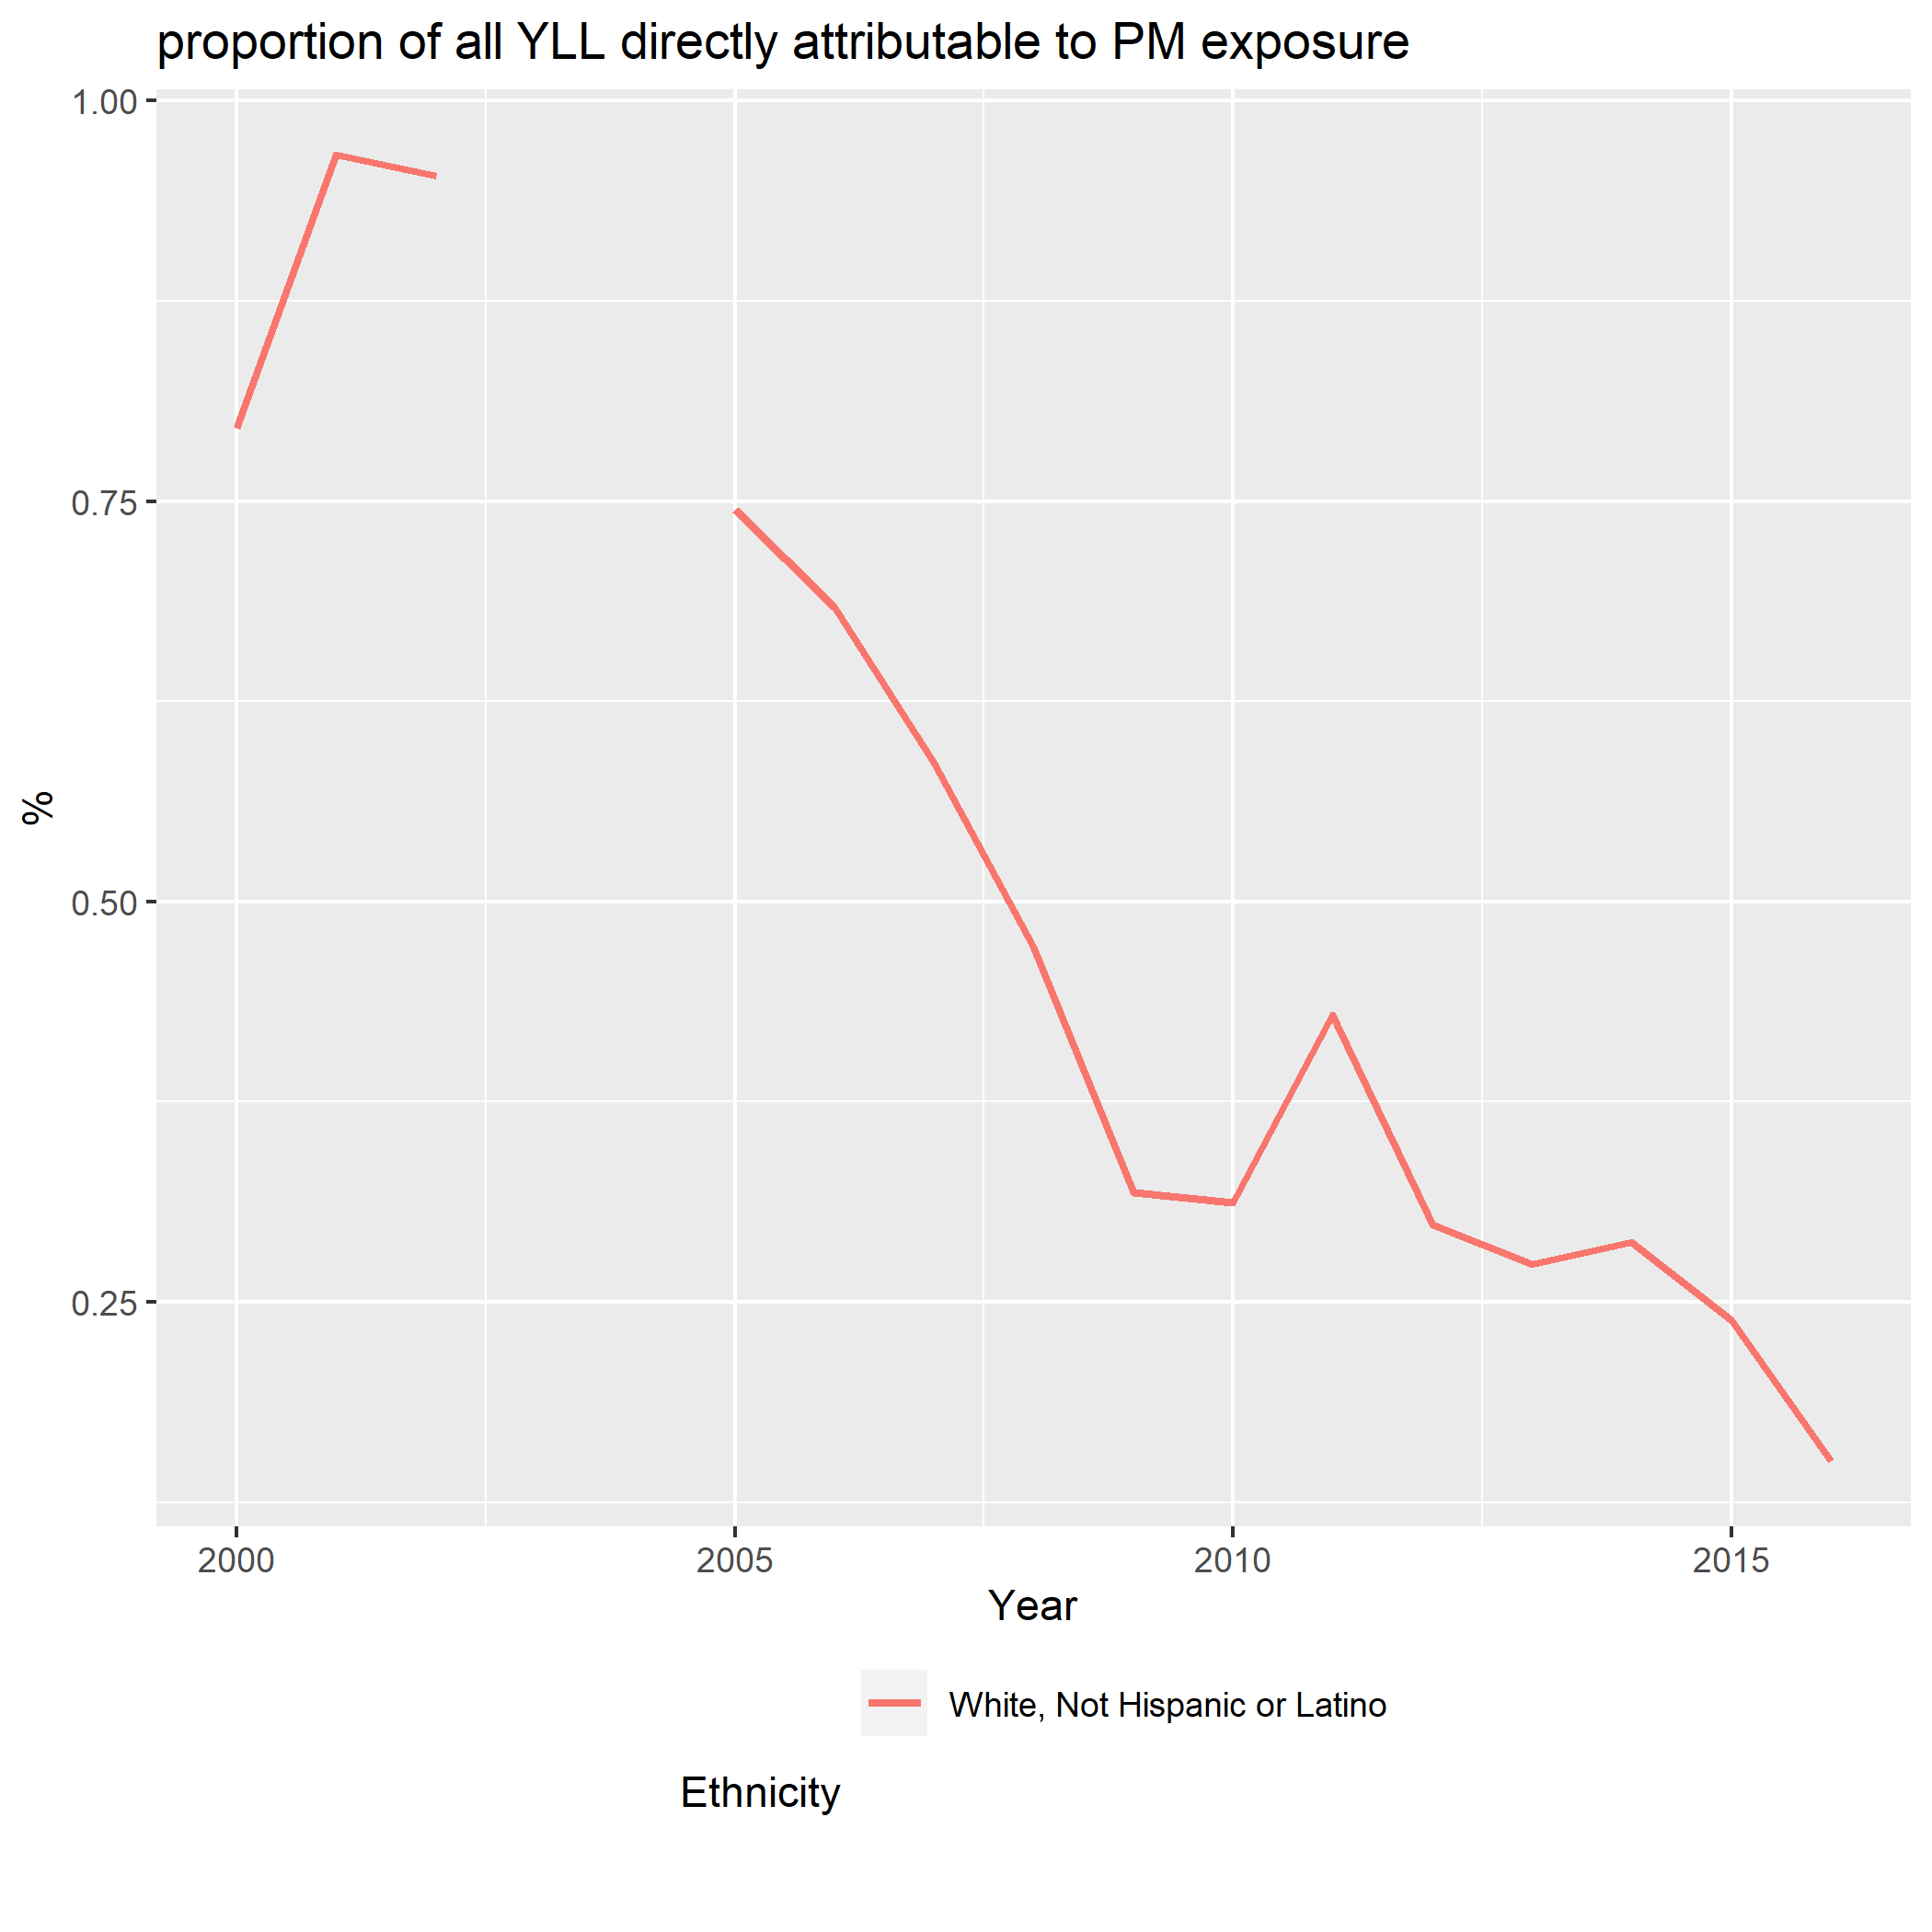 proportion of all YLL directly attributable to PM exposure
1.00
0.75
0.50
0.25
%
2000 2005 2010 2015
Year
White, Not Hispanic or Latino
Ethnicity